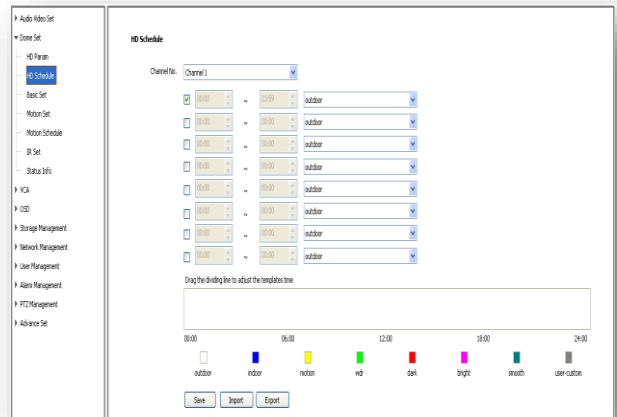 Audio Video Set
Dome Set
HD Param
HD Schedule
Basic Set
Motion Set
Motion Schedule
IR Set
Status Info
VCA
OSD
Storage Management
Network Management
User Management
Alarm Management
PTZ Management
Advance Set
HD Schedule
Channel No. Channel 1
00:00 ~ 23:59 outdoor
00:00 ~ 00:00 outdoor
00:00 ~ 00:00 outdoor
00:00 ~ 00:00 outdoor
00:00 ~ 00:00 outdoor
00:00 ~ 00:00 outdoor
00:00 ~ 00:00 outdoor
00:00 ~ 00:00 outdoor
Drag the dividing line to adjust the templates time
00:00 06:00 12:00 18:00 24:00
outdoor indoor motion wdr dark bright smooth user-custom
Save Import Export